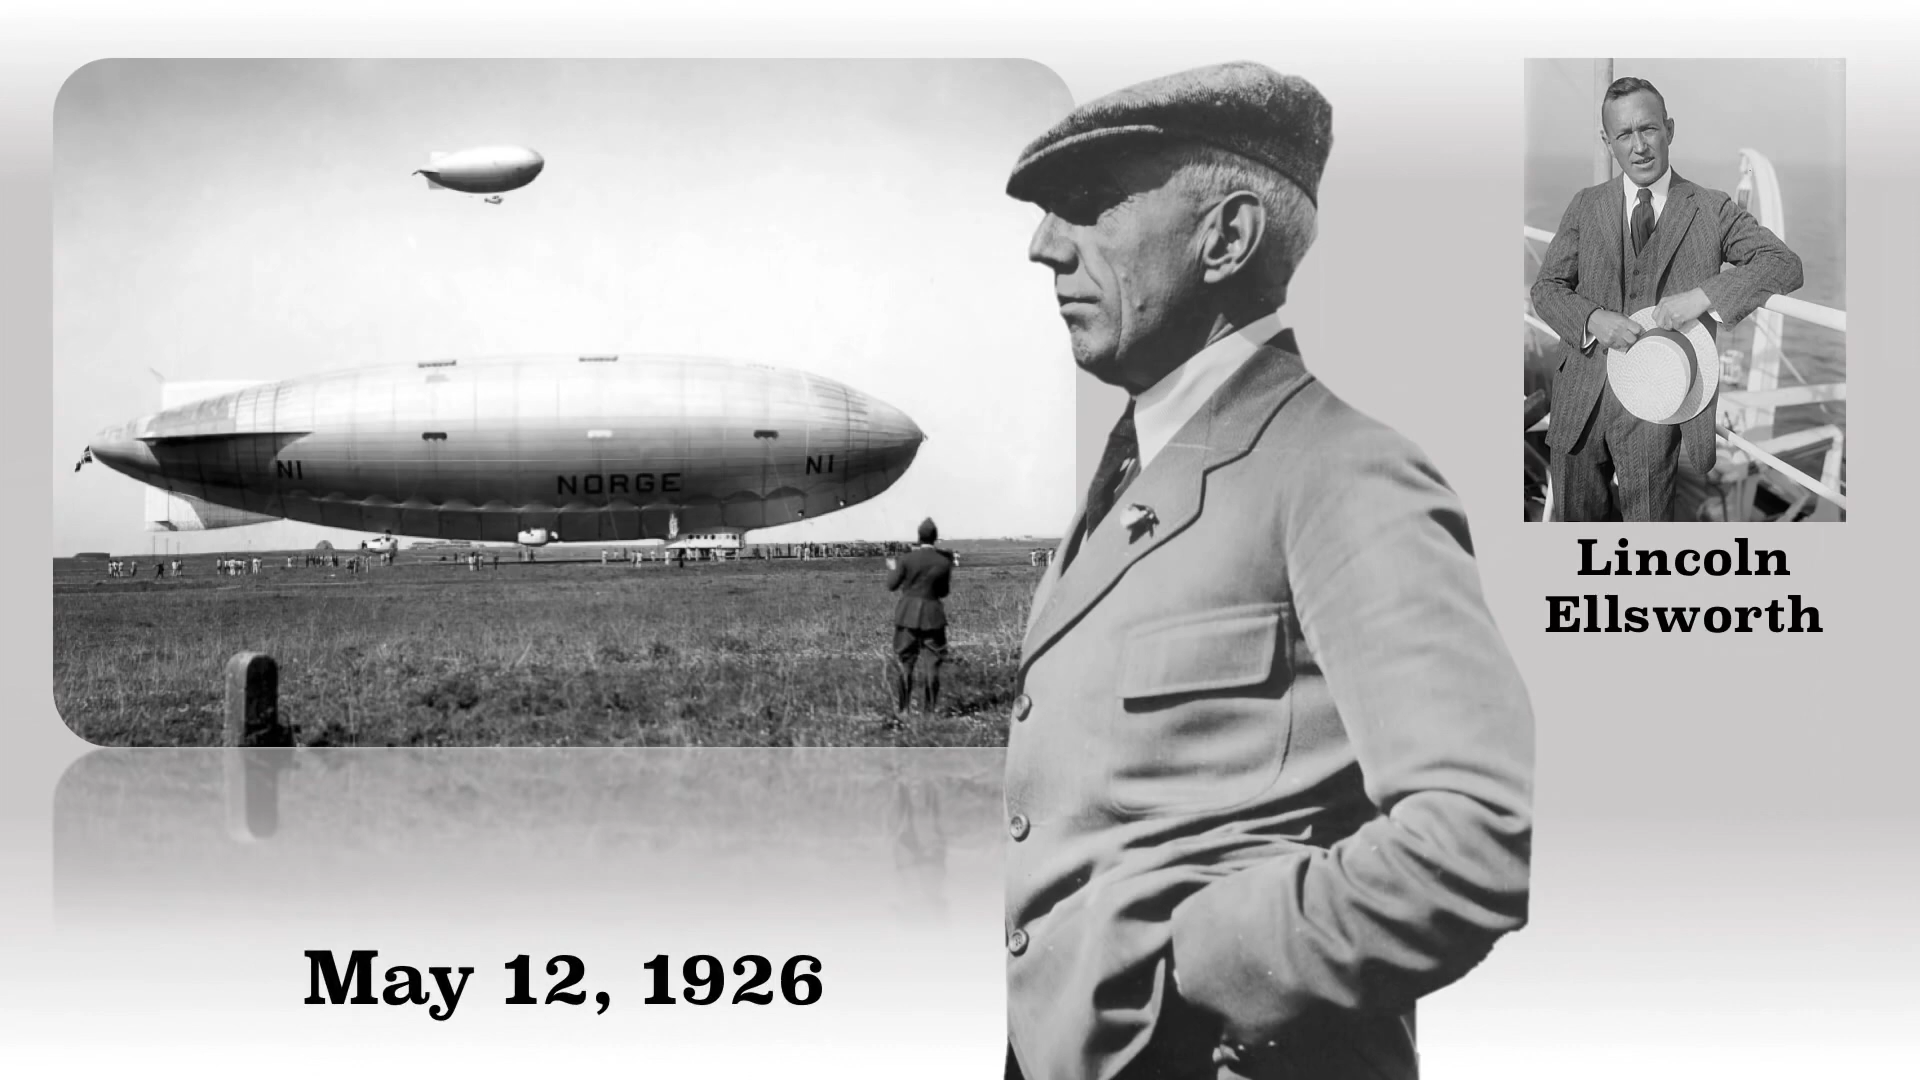 N1
NORGE
N1
May 12, 1926
Lincoln
Ellsworth